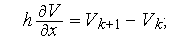 h ∂V/∂x = V_{k+1} − V_k;